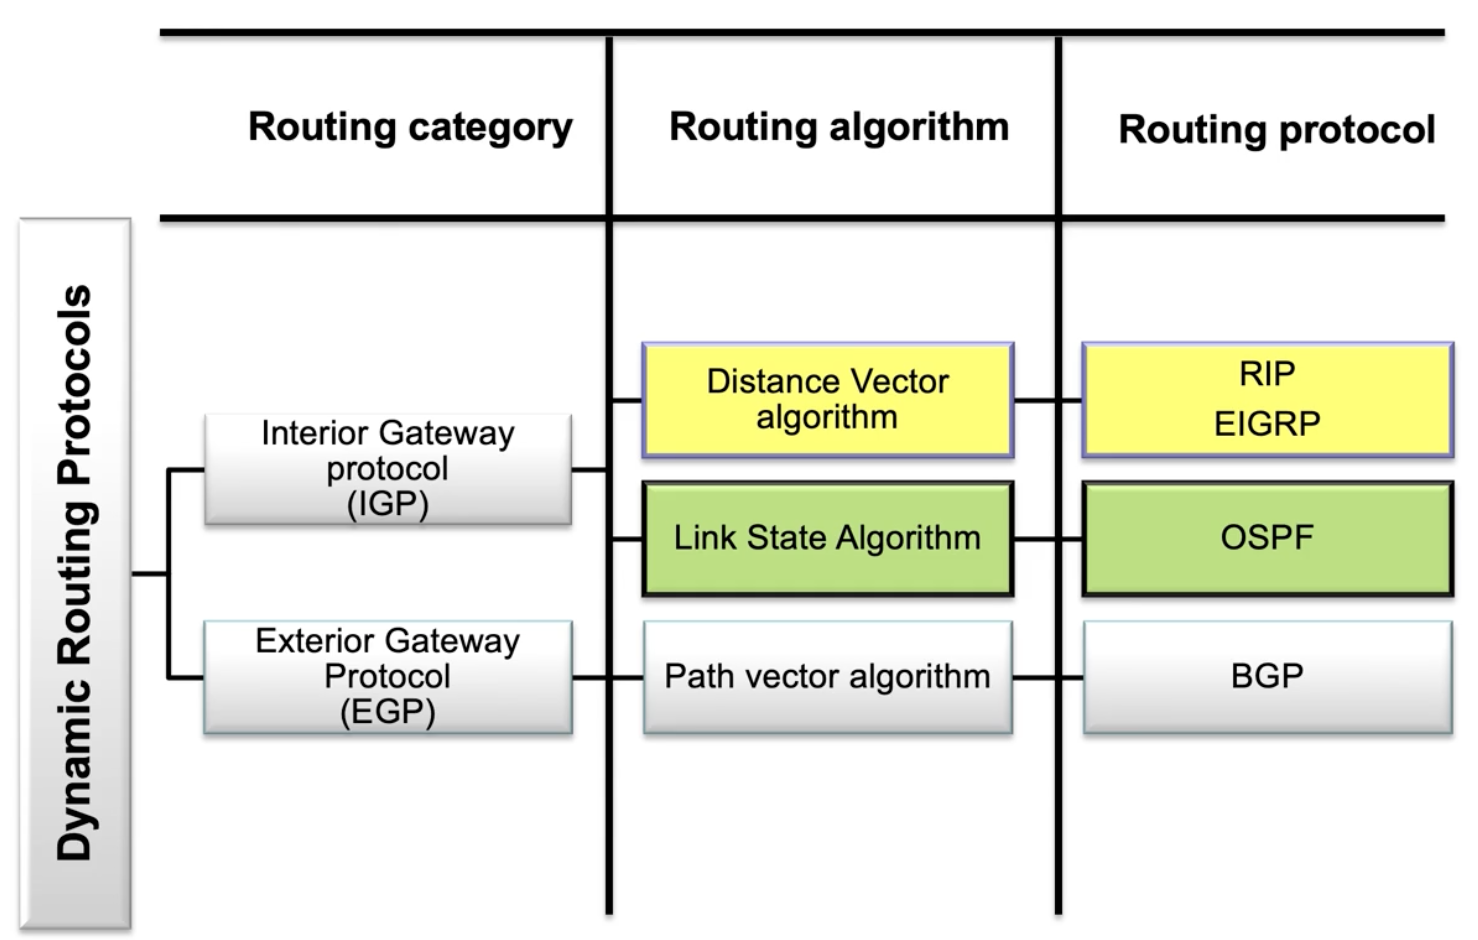 Routing category
Routing algorithm
Routing protocol
Dynamic Routing Protocols
Interior Gateway
protocol
(IGP)
Distance Vector
algorithm
RIP
EIGRP
Link State Algorithm
OSPF
Exterior Gateway
Protocol
(EGP)
Path vector algorithm
BGP